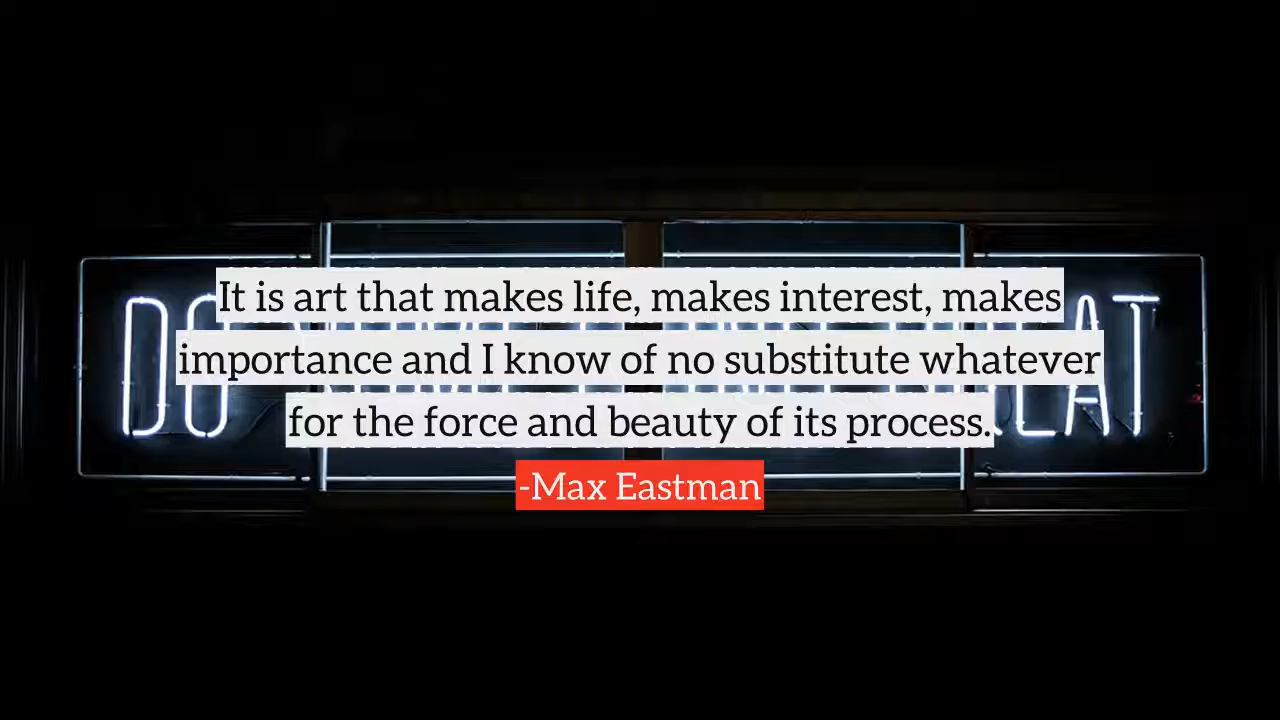 It is art that makes life, makes interest, makes
importance and I know of no substitute whatever
for the force and beauty of its process.
-Max Eastman
DO